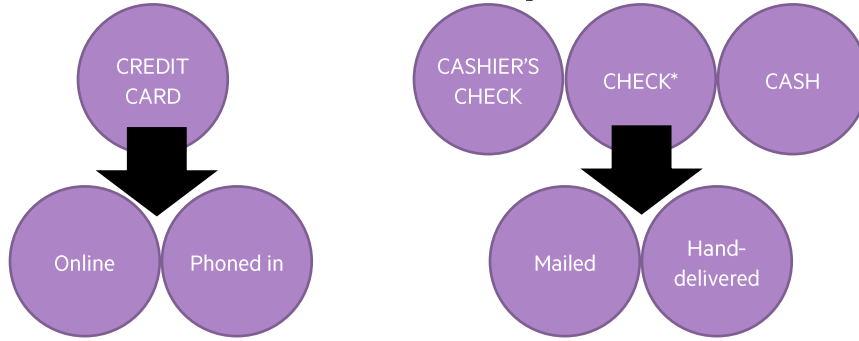 CREDIT
CARD
CASHIER'S
CHECK
CHECK*
CASH
Online
Phoned in
Mailed
Hand-
delivered